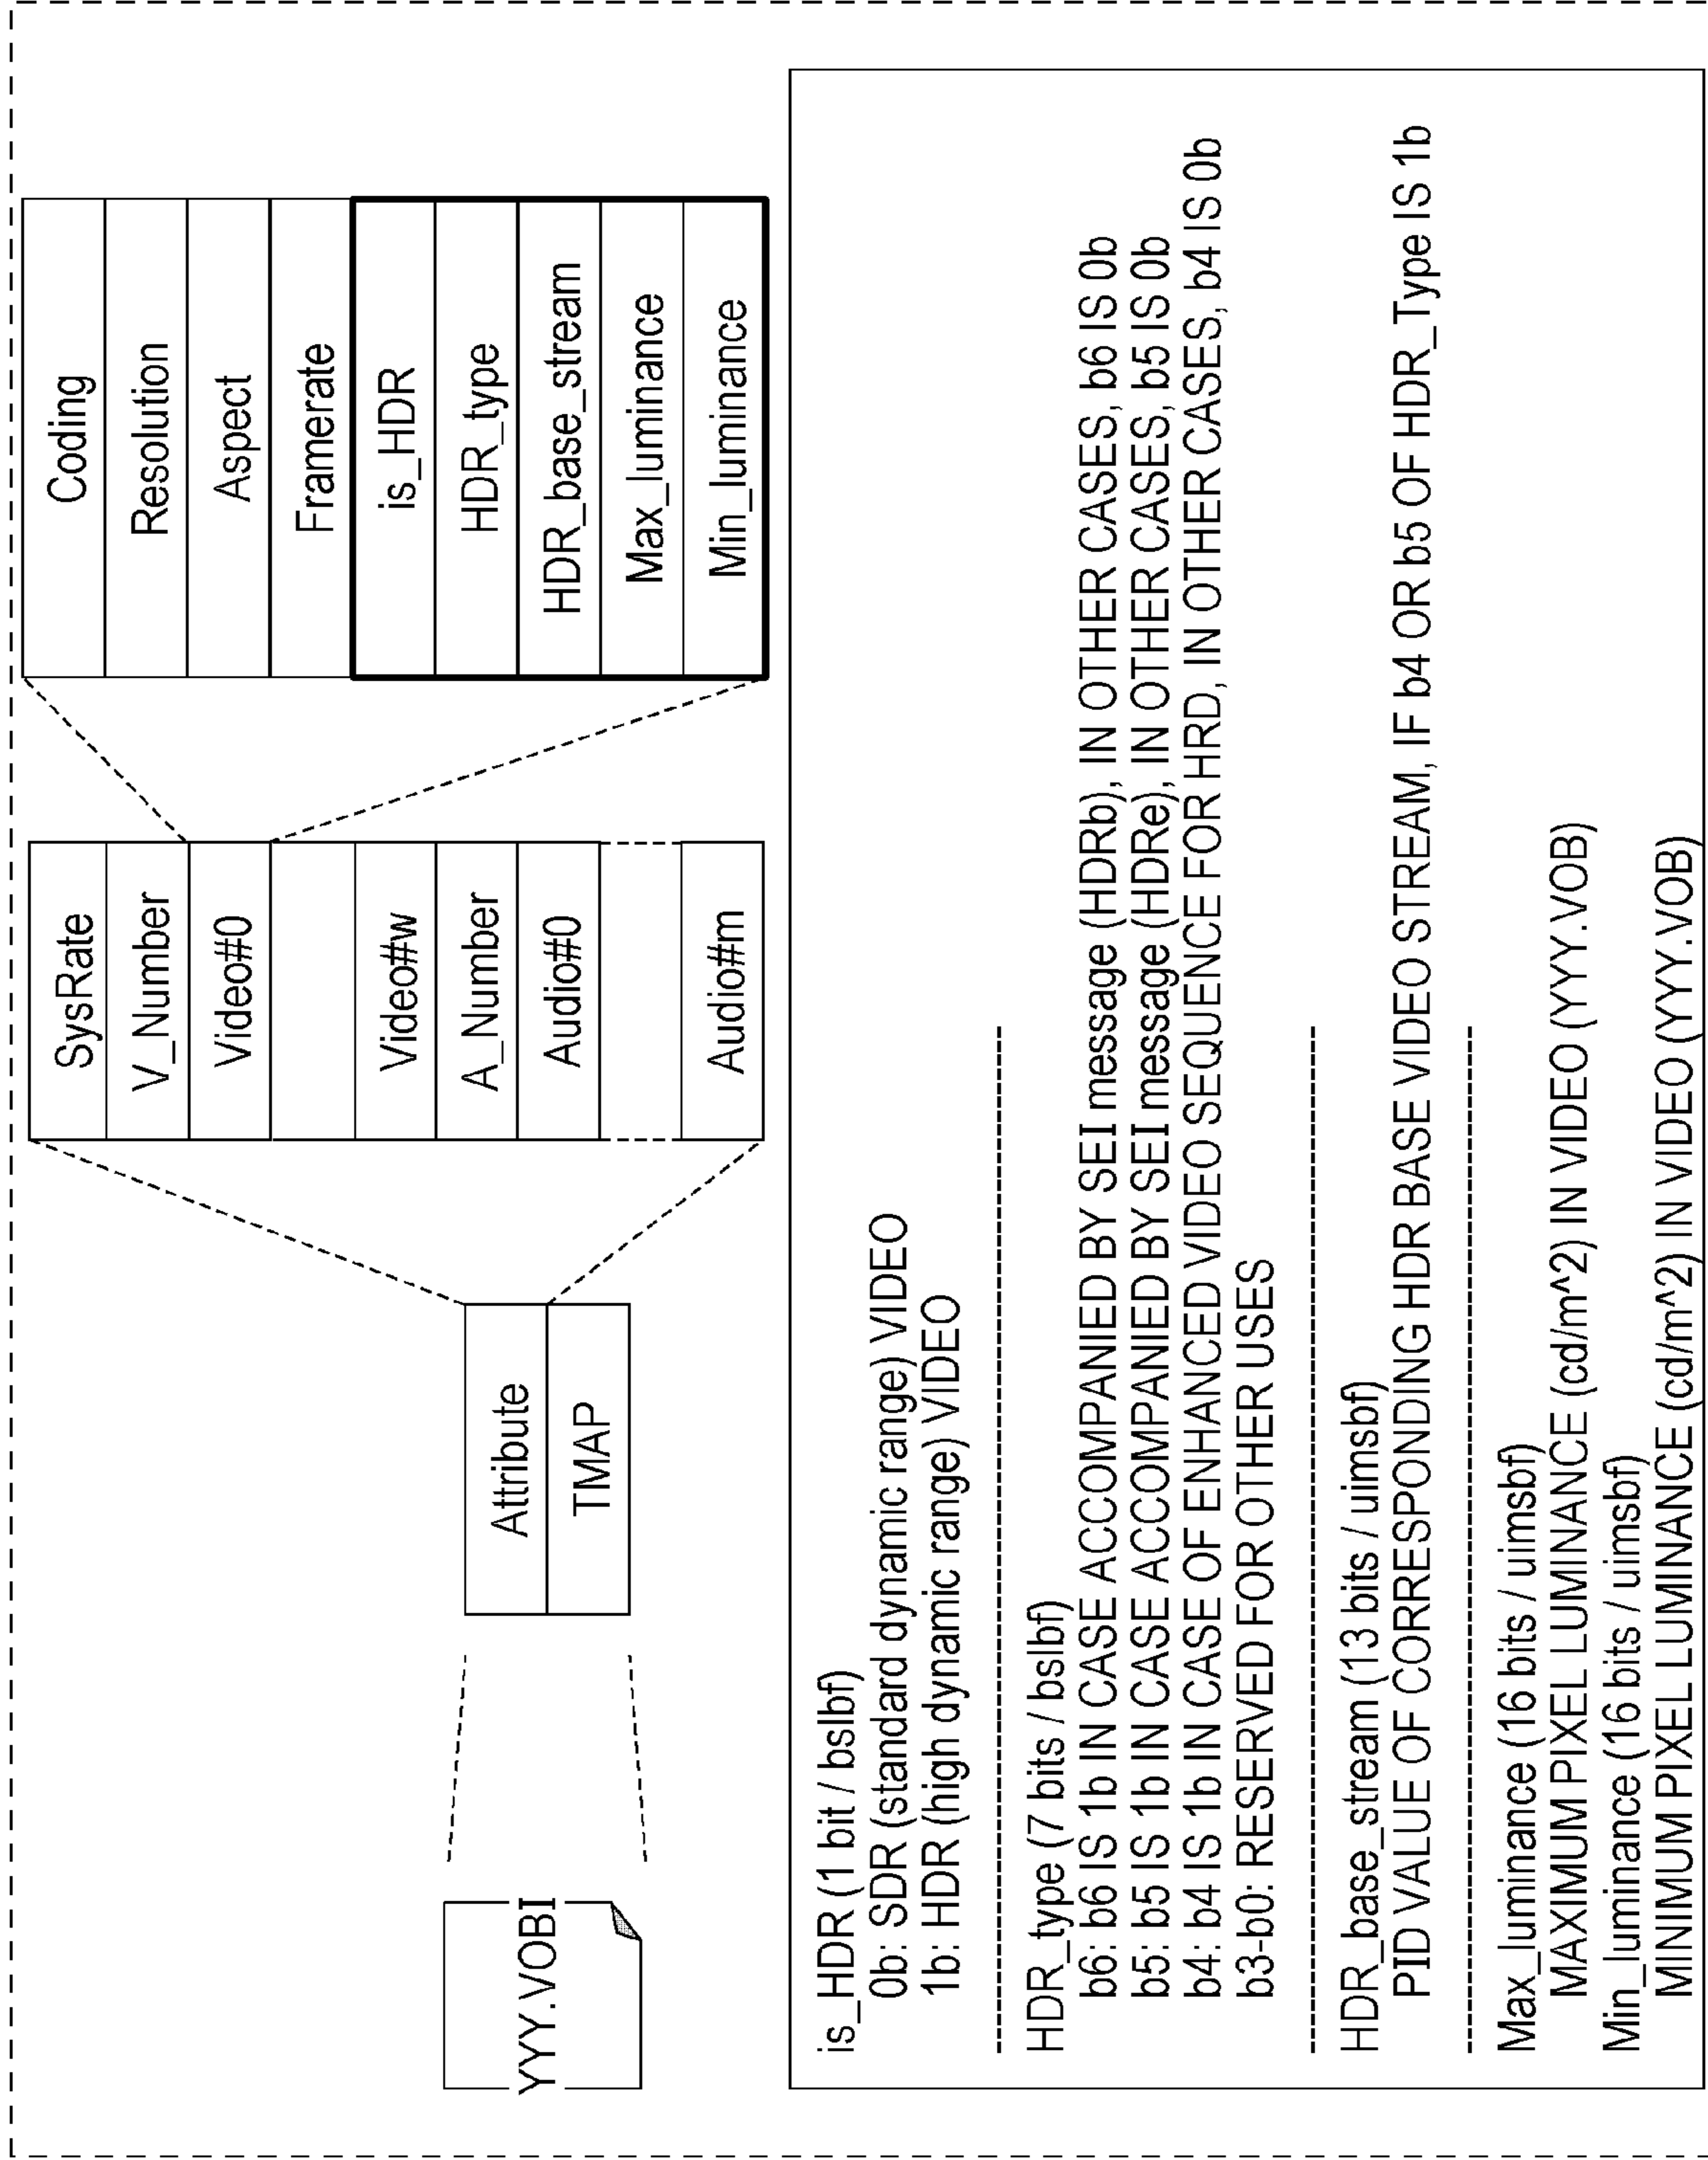 YYY.VOBI
Attribute
TMAP
SysRate
V_Number
Video#0
Video#w
A_Number
Audio#0
Audio#m
Coding
Resolution
Aspect
Framerate
is_HDR
HDR_type
HDR_base_stream
Max_luminance
Min_luminance
is_HDR (1 bit / bslbf)
0b: SDR (standard dynamic range) VIDEO
1b: HDR (high dynamic range) VIDEO
HDR_type (7 bits / bslbf)
b6: b6 IS 1b IN CASE ACCOMPANIED BY SEI message (HDRb), IN OTHER CASES, b6 IS 0b
b5: b5 IS 1b IN CASE ACCOMPANIED BY SEI message (HDRe), IN OTHER CASES, b5 IS 0b
b4: b4 IS 1b IN CASE OF ENHANCED VIDEO SEQUENCE FOR HRD, IN OTHER CASES, b4 IS 0b
b3-b0: RESERVED FOR OTHER USES
HDR_base_stream (13 bits / uimsbf)
PID VALUE OF CORRESPONDING HDR BASE VIDEO STREAM, IF b4 OR b5 OF HDR_Type IS 1b
Max_luminance (16 bits / uimsbf)
MAXIMUM PIXEL LUMINANCE (cd/m^2) IN VIDEO (YYY.VOB)
Min_luminance (16 bits / uimsbf)
MINIMUM PIXEL LUMINANCE (cd/m^2) IN VIDEO (YYY.VOB)